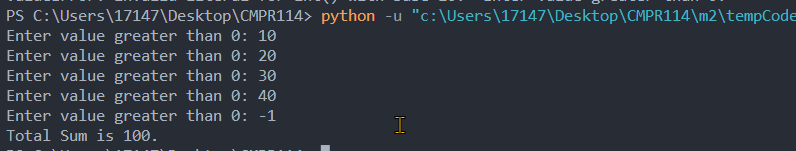 PS C:\Users\17147\Desktop\CMPR114> python -u "c:\Users\17147\Desktop\CMPR114\m2\tempCode
Enter value greater than 0: 10
Enter value greater than 0: 20
Enter value greater than 0: 30
Enter value greater than 0: 40
Enter value greater than 0: -1
Total Sum is 100.